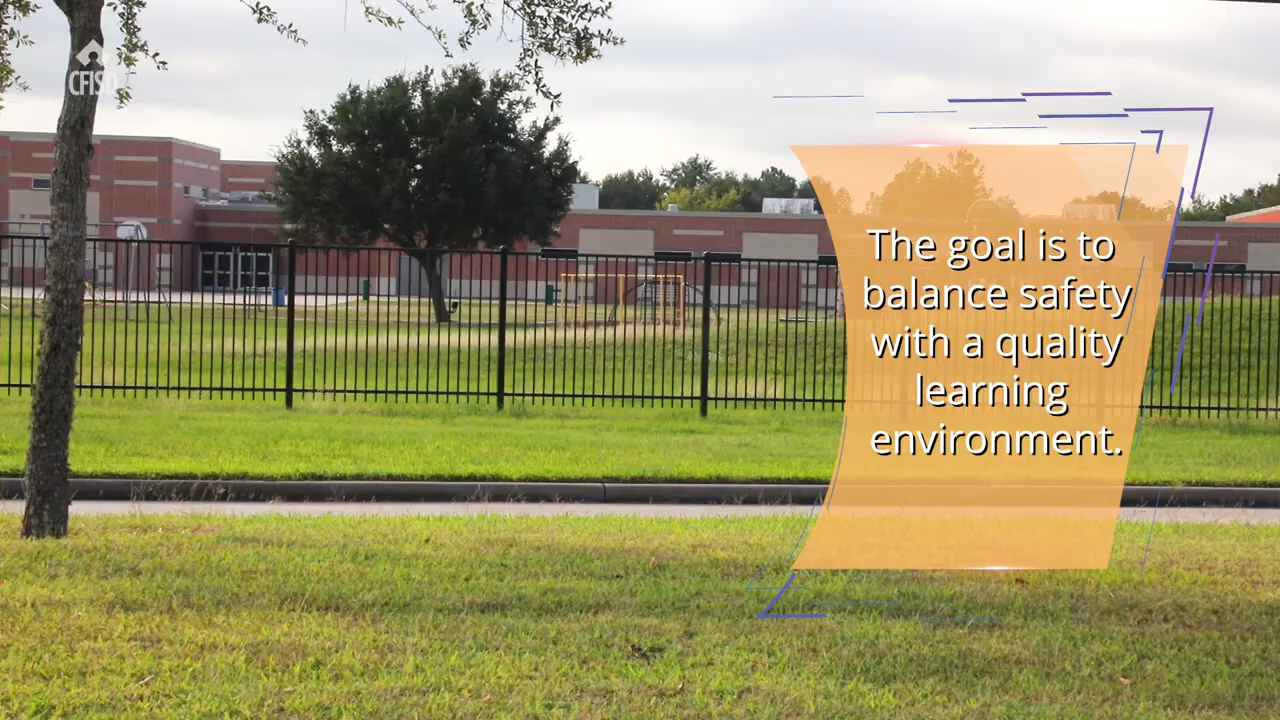 CFISD
The goal is to
balance safety
with a quality
learning
environment.